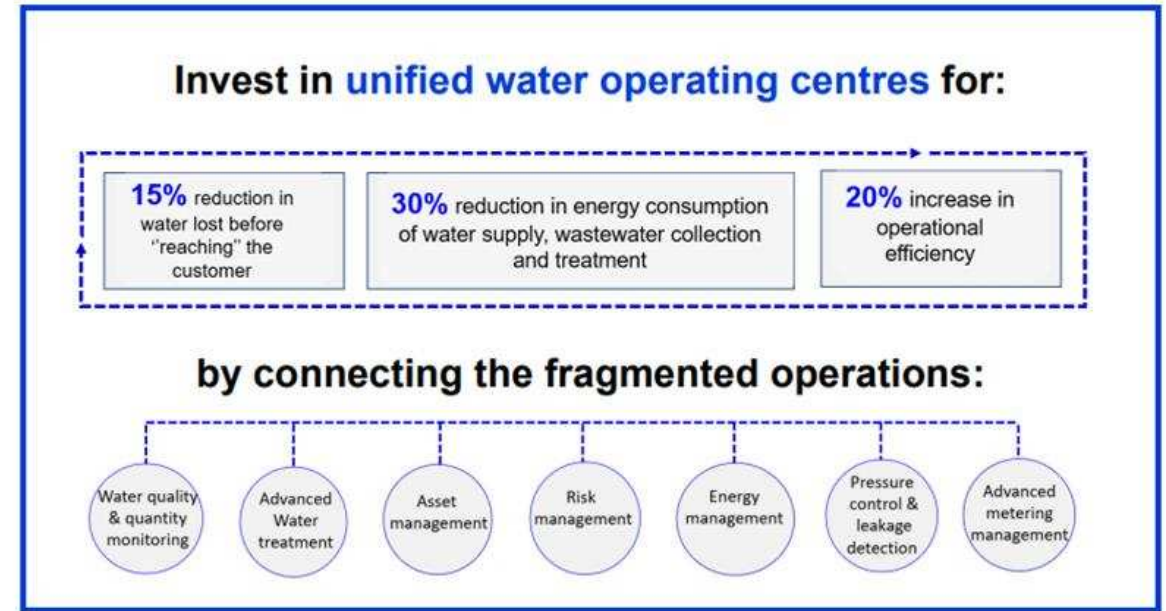 Invest in unified water operating centres for:
15% reduction in
water lost before
‘'reaching'' the
customer
30% reduction in energy consumption
of water supply, wastewater collection
and treatment
20% increase in
operational
efficiency
by connecting the fragmented operations:
Water quality
& quantity
monitoring
Advanced
Water
treatment
Asset
management
Risk
management
Energy
management
Pressure
control &
leakage
detection
Advanced
metering
management